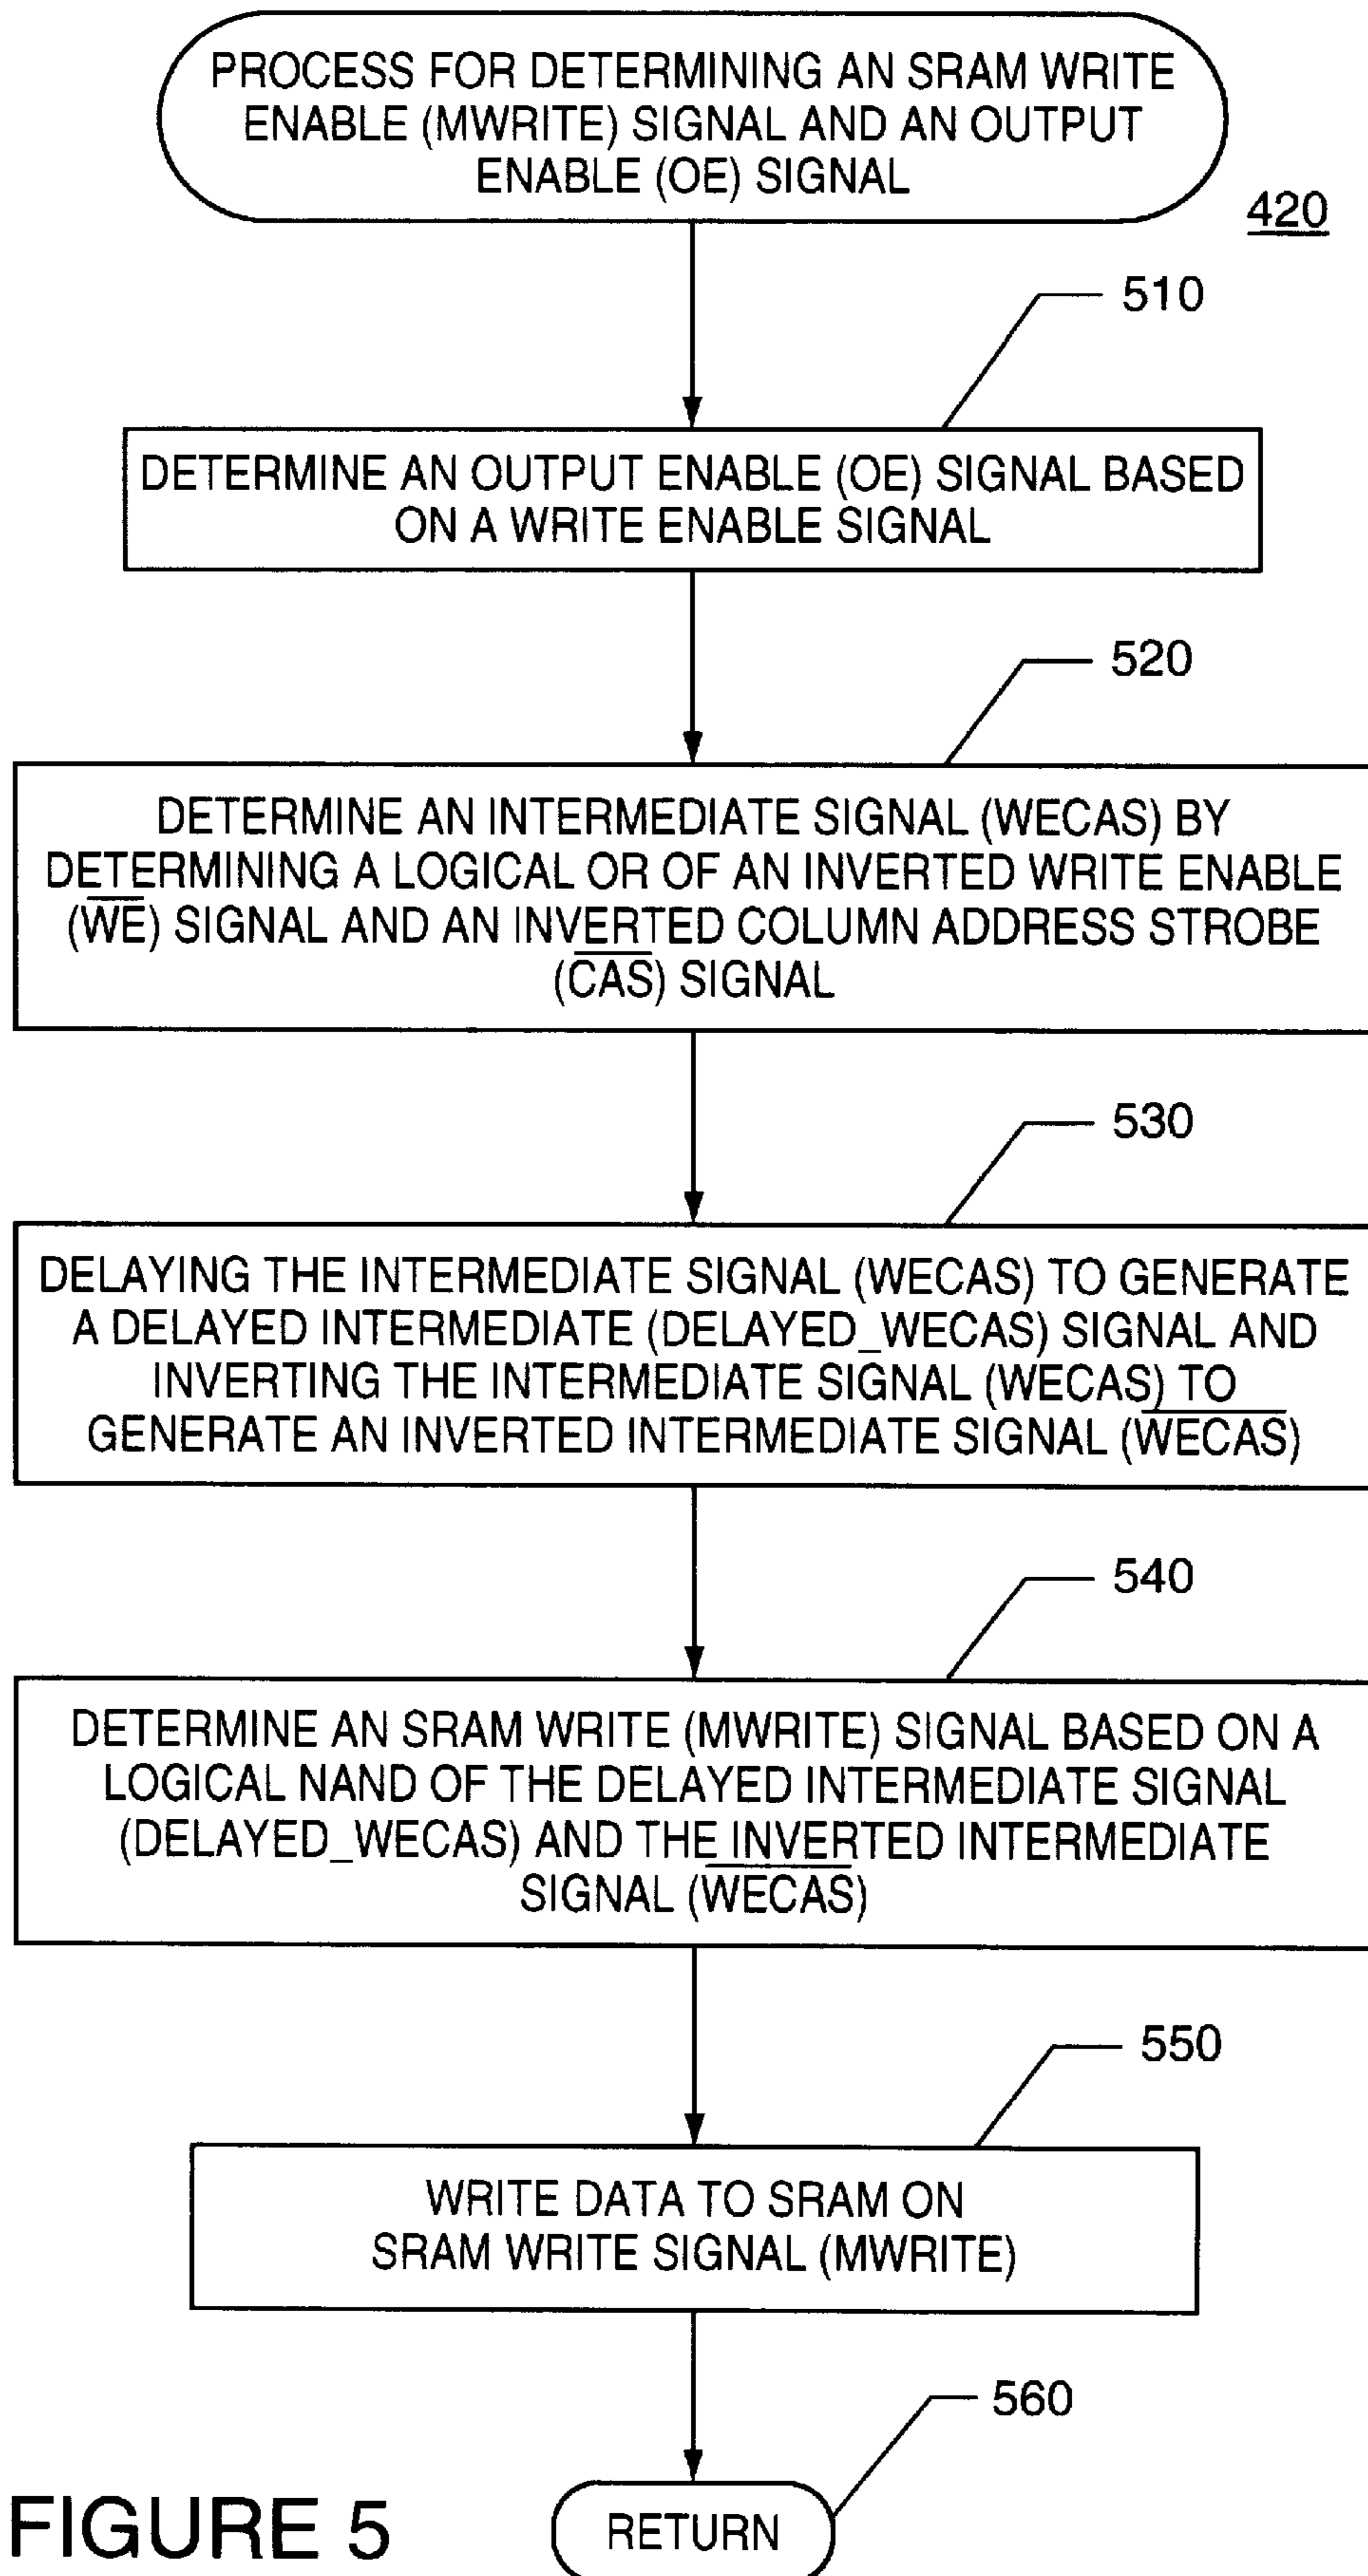 PROCESS FOR DETERMINING AN SRAM WRITE
ENABLE (MWRITE) SIGNAL AND AN OUTPUT
ENABLE (OE) SIGNAL
420
510
DETERMINE AN OUTPUT ENABLE (OE) SIGNAL BASED
ON A WRITE ENABLE SIGNAL
520
DETERMINE AN INTERMEDIATE SIGNAL (WECAS) BY
DETERMINING A LOGICAL OR OF AN INVERTED WRITE ENABLE
(W̅E̅) SIGNAL AND AN INVERTED COLUMN ADDRESS STROBE
(C̅A̅S̅) SIGNAL
530
DELAYING THE INTERMEDIATE SIGNAL (WECAS) TO GENERATE
A DELAYED INTERMEDIATE (DELAYED_WECAS) SIGNAL AND
INVERTING THE INTERMEDIATE SIGNAL (WECAS) TO
GENERATE AN INVERTED INTERMEDIATE SIGNAL (W̅E̅C̅A̅S̅)
540
DETERMINE AN SRAM WRITE (MWRITE) SIGNAL BASED ON A
LOGICAL NAND OF THE DELAYED INTERMEDIATE SIGNAL
(DELAYED_WECAS) AND THE INVERTED INTERMEDIATE
SIGNAL (W̅E̅C̅A̅S̅)
550
WRITE DATA TO SRAM ON
SRAM WRITE SIGNAL (MWRITE)
560
RETURN
FIGURE 5